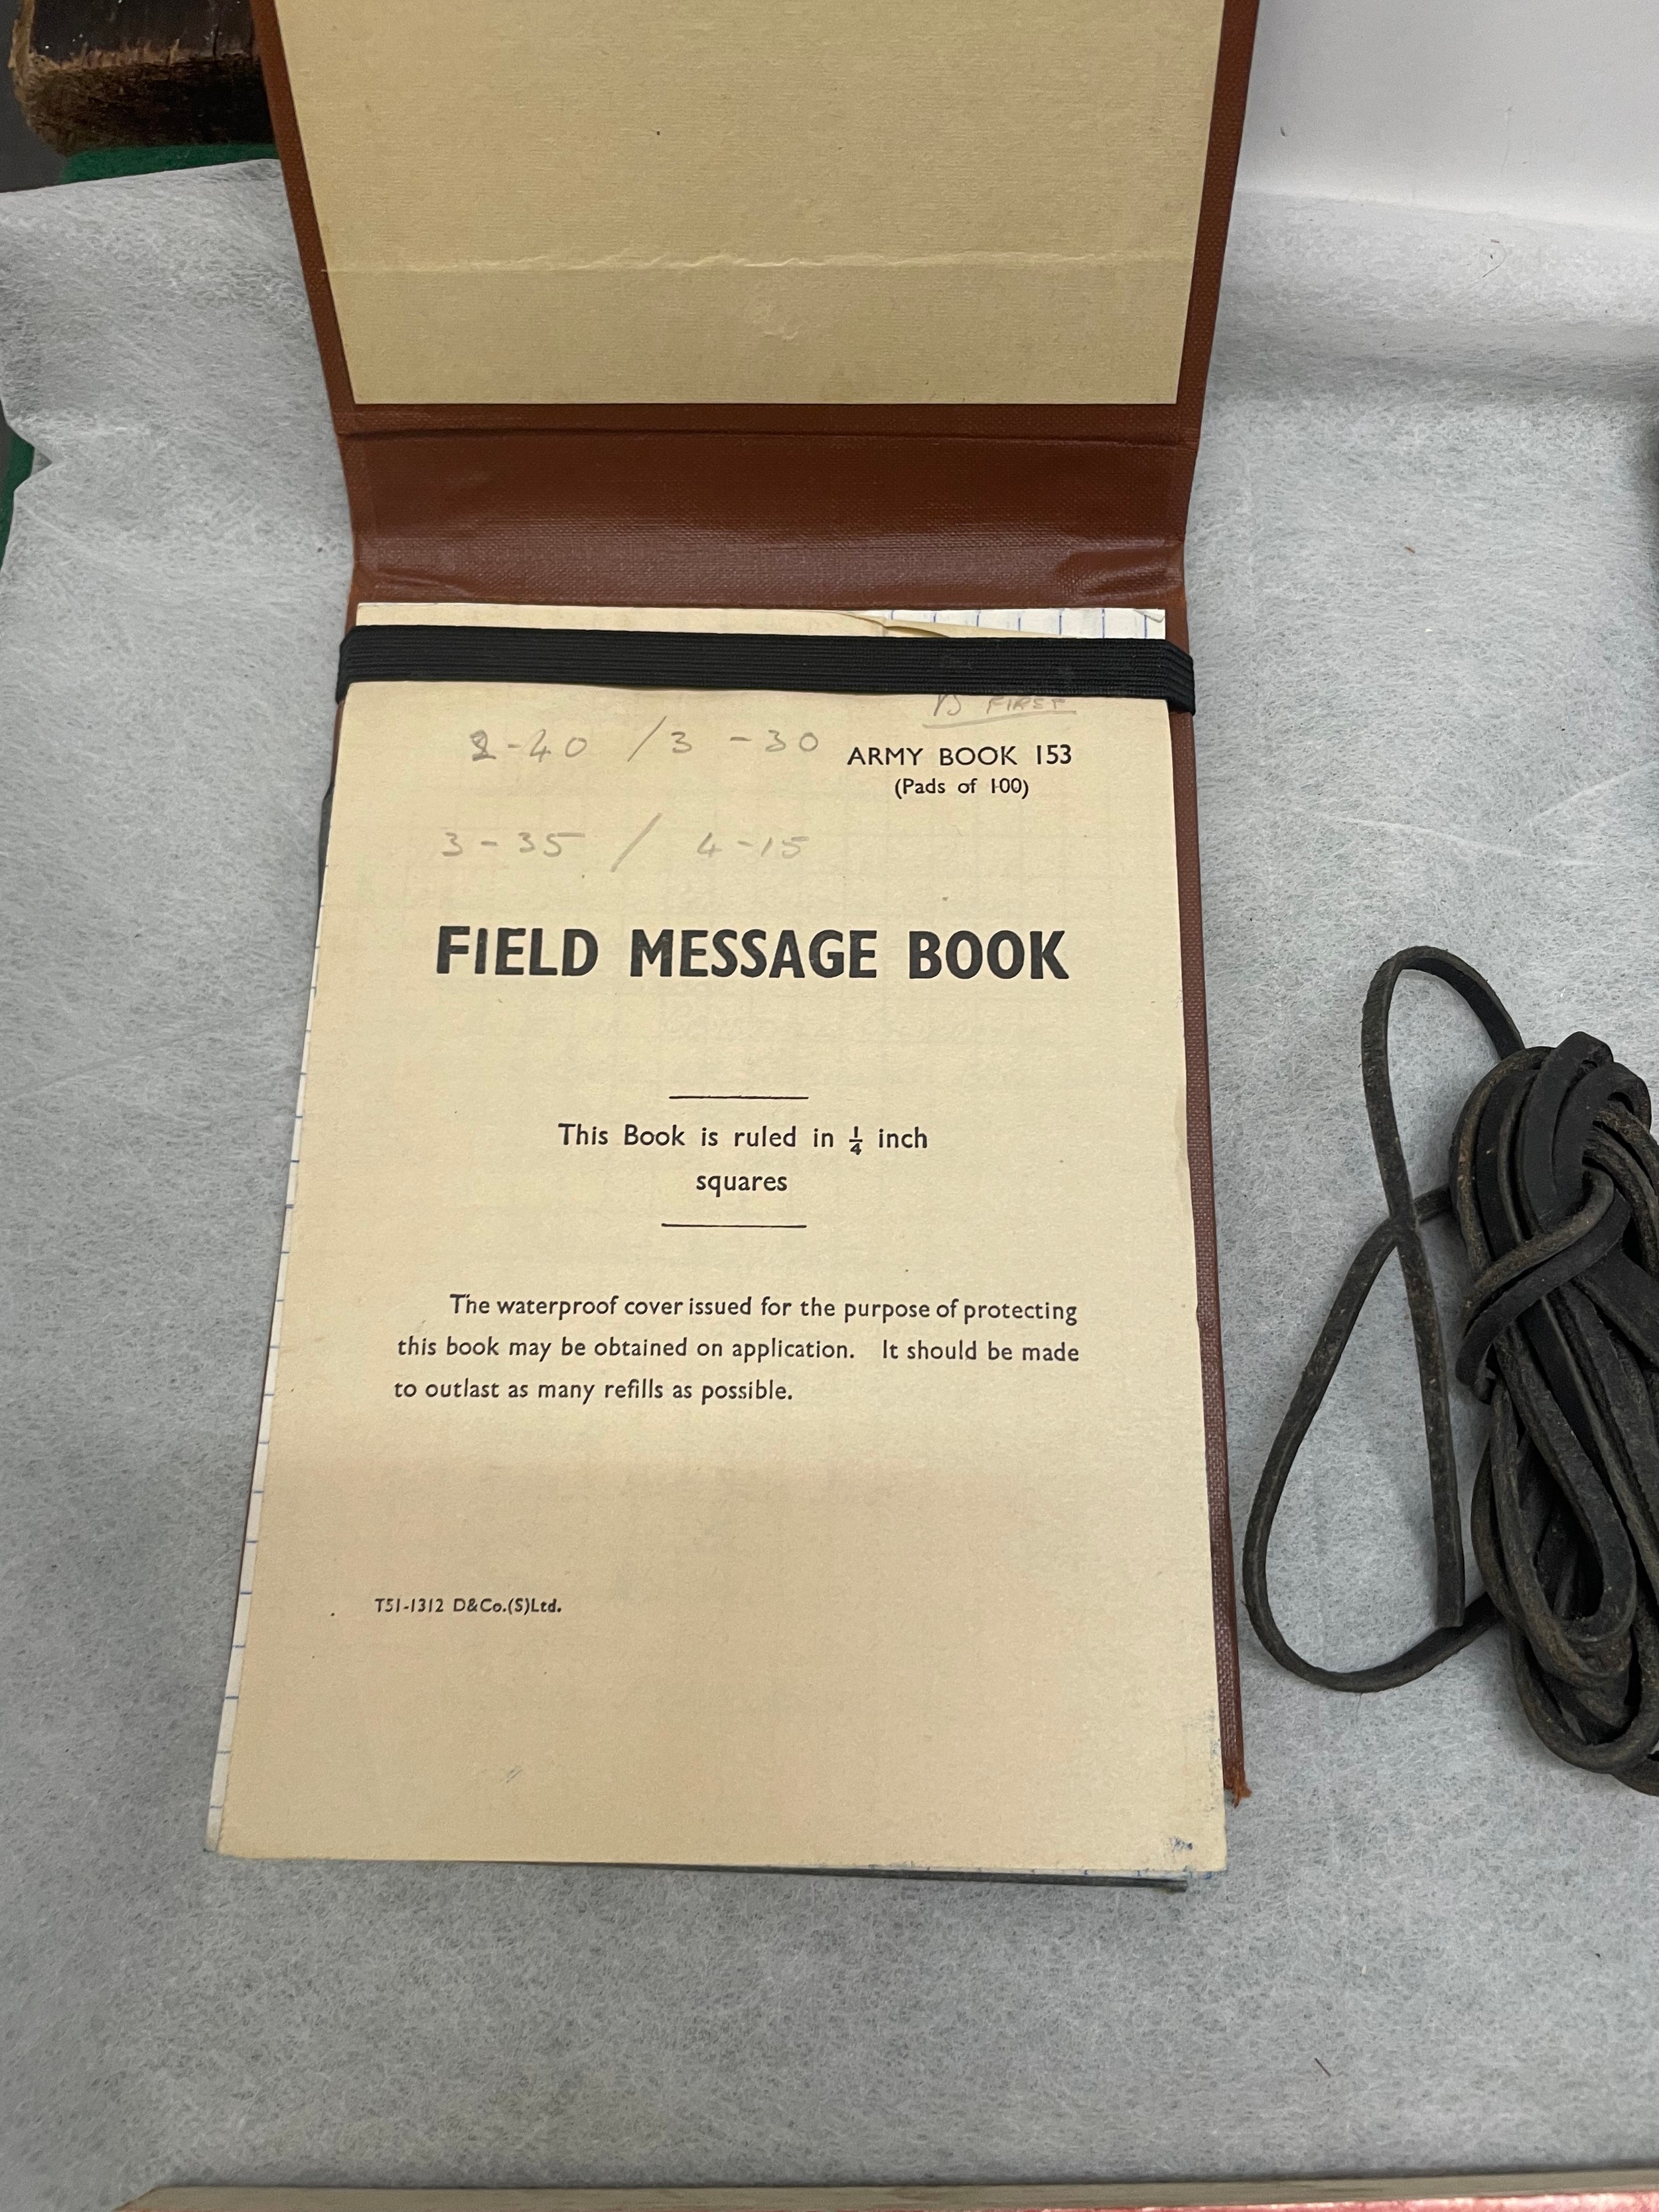 FIRST
2-40 / 3 -30
ARMY BOOK 153
(Pads of 100)
3-35 / 4-15
FIELD MESSAGE BOOK
This Book is ruled in ¼ inch
squares
The waterproof cover issued for the purpose of protecting
this book may be obtained on application. It should be made
to outlast as many refills as possible.
T51-1312 D&Co.(S)Ltd.